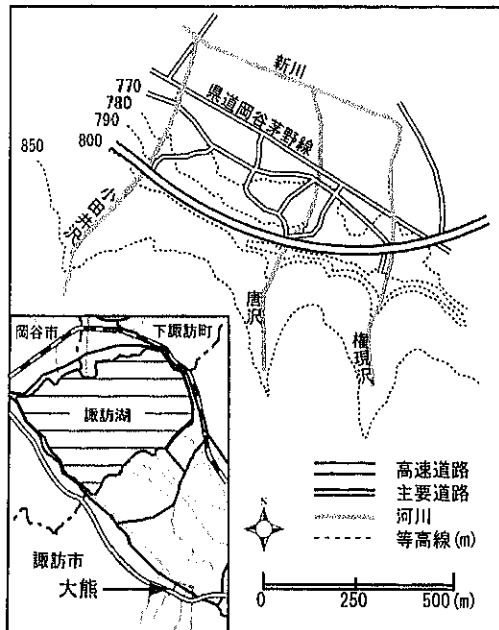 770
780
790
800
850
新川
県道岡谷茅野線
小田井沢
唐沢
権現沢
岡谷市
下諏訪町
諏訪湖
諏訪市
大熊
高速道路
主要道路
河川
等高線(m)
N
0 250 500(m)